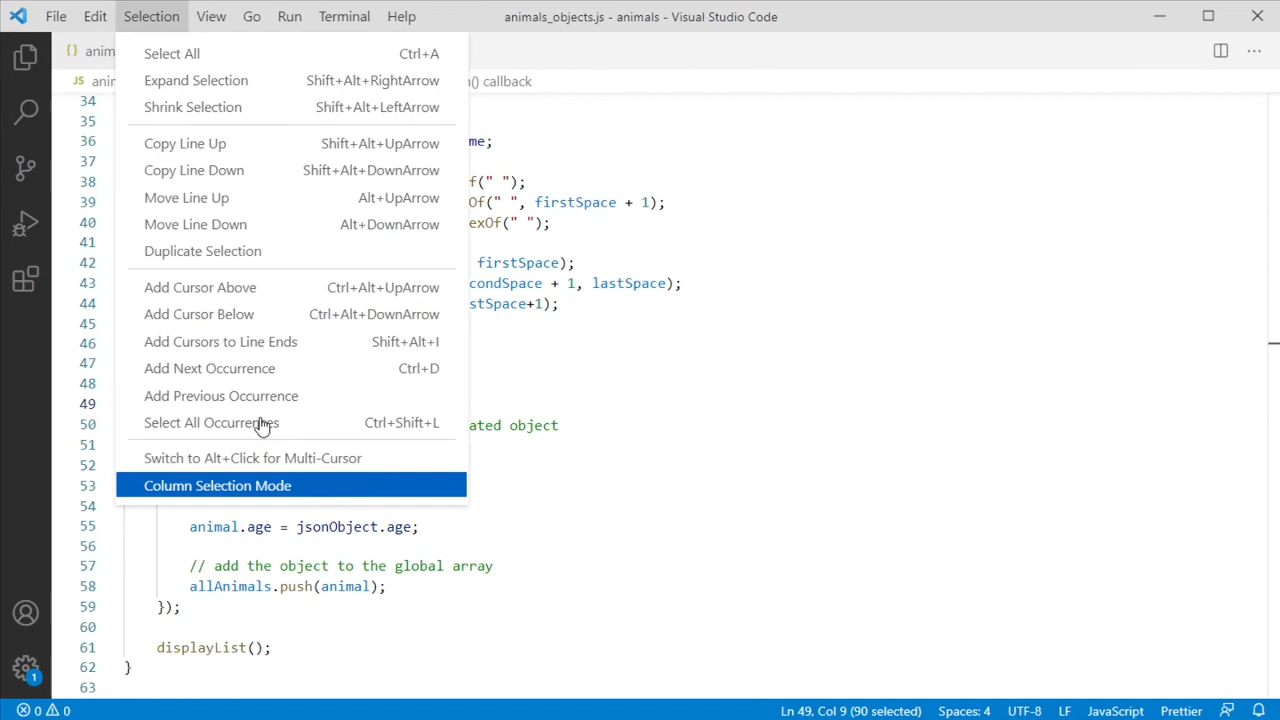 File Edit Selection View Go Run Terminal Help animals_objects.js - animals - Visual Studio Code
{} anim
JS anin () callback
Select All Ctrl+A
Expand Selection Shift+Alt+RightArrow
Shrink Selection Shift+Alt+LeftArrow
Copy Line Up Shift+Alt+UpArrow
Copy Line Down Shift+Alt+DownArrow
Move Line Up Alt+UpArrow
Move Line Down Alt+DownArrow
Duplicate Selection
Add Cursor Above Ctrl+Alt+UpArrow
Add Cursor Below Ctrl+Alt+DownArrow
Add Cursors to Line Ends Shift+Alt+I
Add Next Occurrence Ctrl+D
Add Previous Occurrence
Select All Occurrences Ctrl+Shift+L
Switch to Alt+Click for Multi-Cursor
Column Selection Mode
34
35
36 me;
37
38 f(" ");
39 Of(" ", firstSpace + 1);
40 exOf(" ");
41
42 firstSpace);
43 condSpace + 1, lastSpace);
44 stSpace+1);
45
46
47
48
49
50 ated object
51
52
53
54
55 animal.age = jsonObject.age;
56
57 // add the object to the global array
58 allAnimals.push(animal);
59 });
60
61 displayList();
62 }
63
1
0 0 Ln 49, Col 9 (90 selected) Spaces: 4 UTF-8 LF JavaScript Prettier